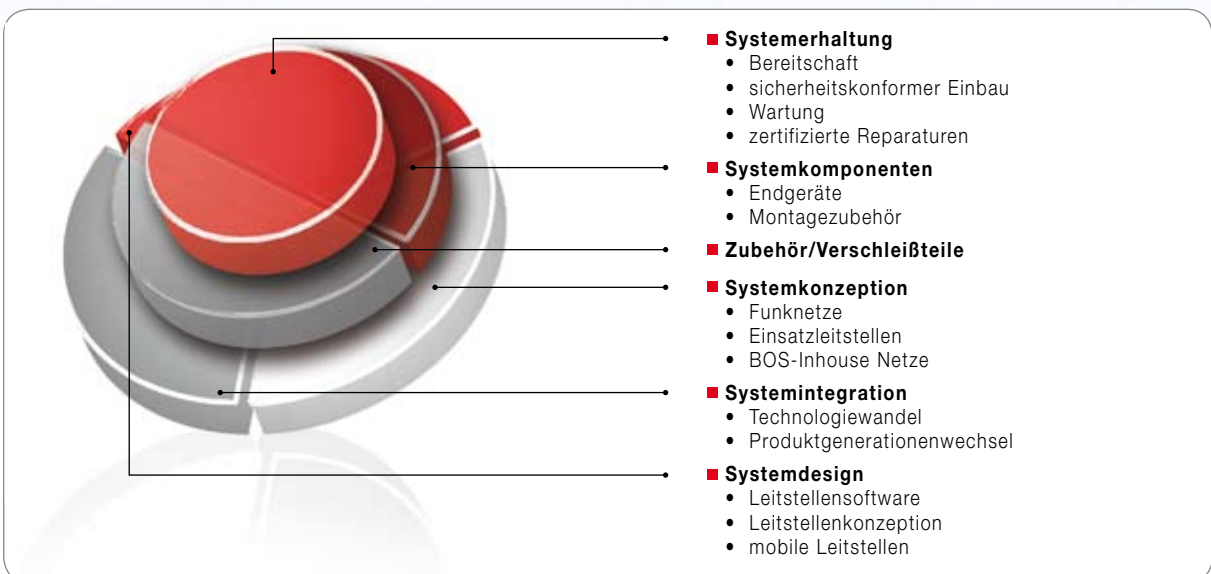 Systemerhaltung
• Bereitschaft
• sicherheitskonformer Einbau
• Wartung
• zertifizierte Reparaturen
Systemkomponenten
• Endgeräte
• Montagezubehör
Zubehör/Verschleißteile
Systemkonzeption
• Funknetze
• Einsatzleitstellen
• BOS-Inhouse Netze
Systemintegration
• Technologiewandel
• Produktgenerationenwechsel
Systemdesign
• Leitstellensoftware
• Leitstellenkonzeption
• mobile Leitstellen